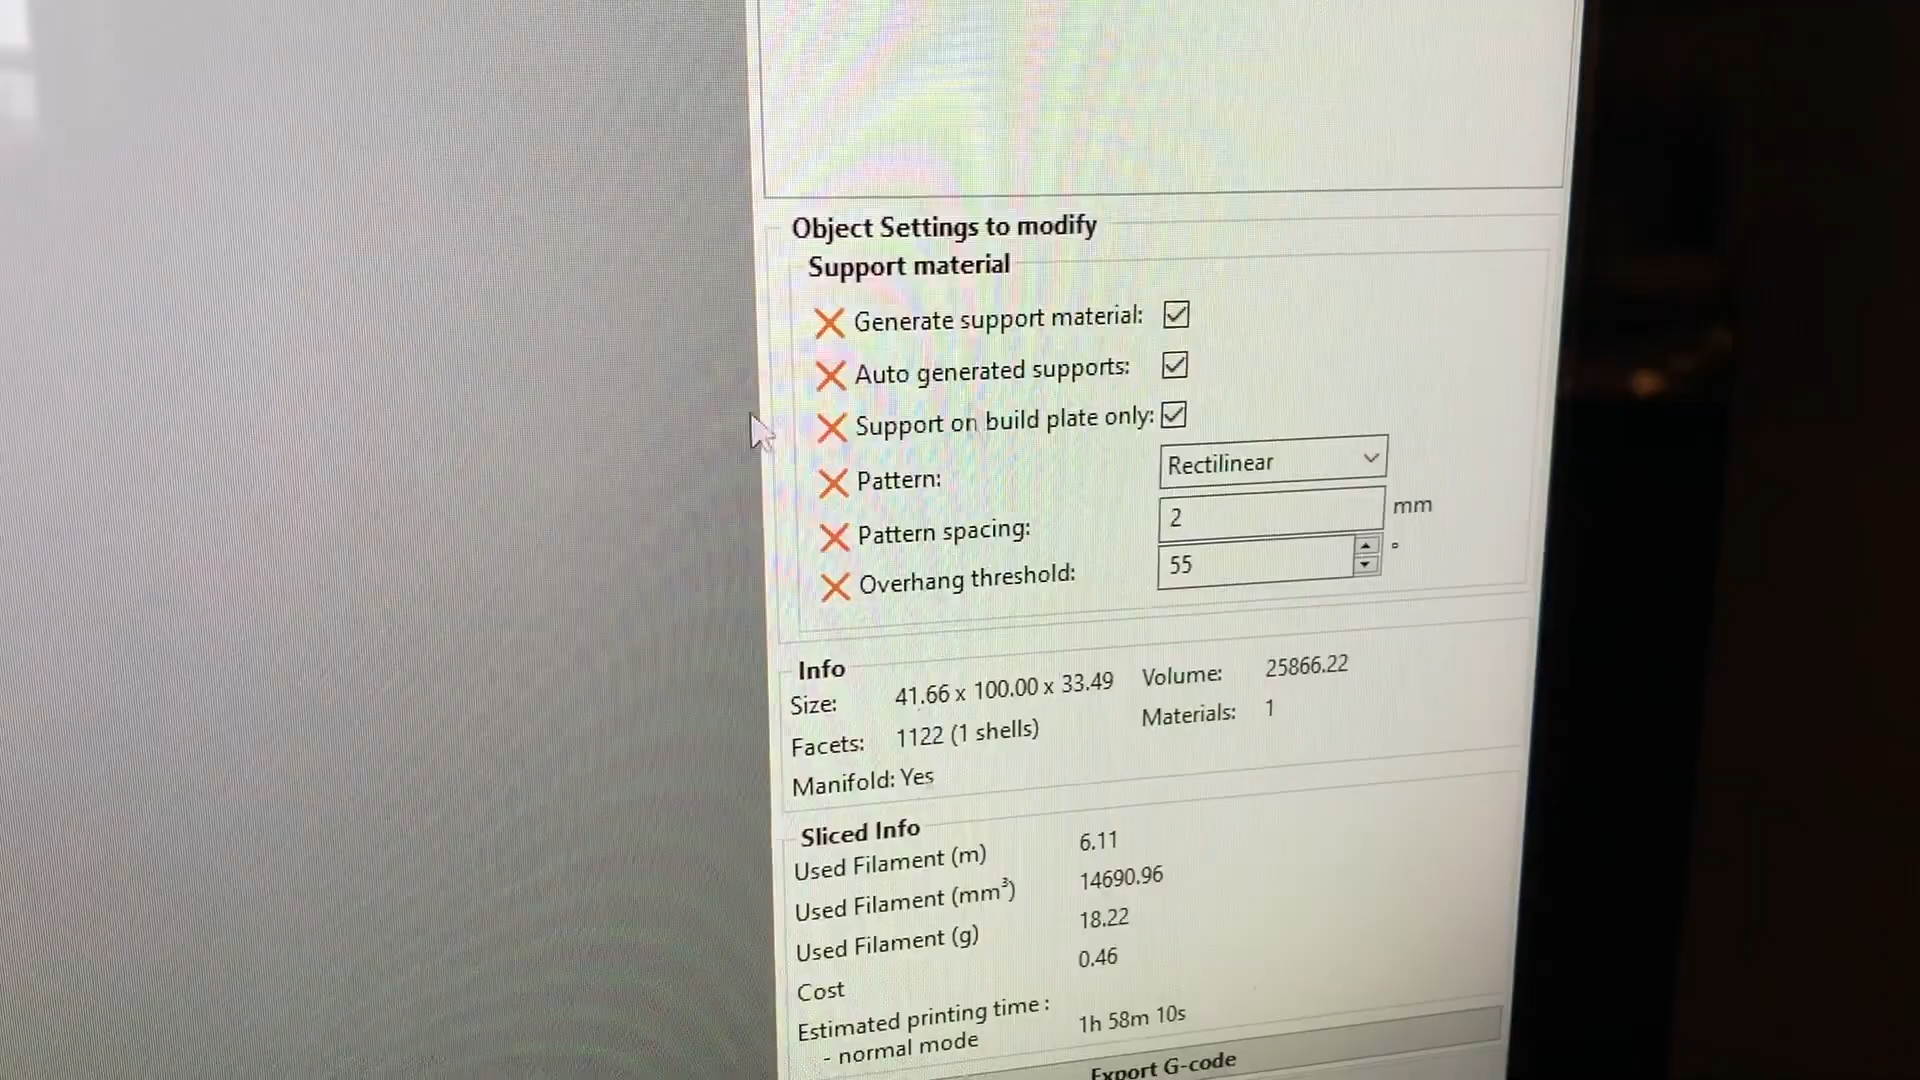 Object Settings to modify
Support material
Generate support material:
Auto generated supports:
Support on build plate only:
Pattern: Rectilinear
Pattern spacing: 2 mm
Overhang threshold: 55 °
Info
Size: 41.66 x 100.00 x 33.49 Volume: 25866.22
Facets: 1122 (1 shells) Materials: 1
Manifold: Yes
Sliced Info
Used Filament (m) 6.11
Used Filament (mm³) 14690.96
Used Filament (g) 18.22
Cost 0.46
Estimated printing time :
- normal mode 1h 58m 10s
Export G-code